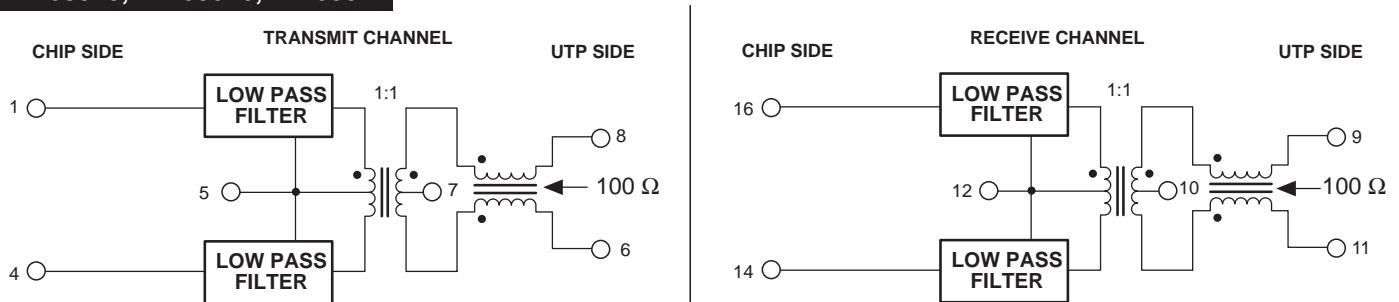 TRANSMIT CHANNEL
CHIP SIDE
UTP SIDE
LOW PASS
FILTER
1:1
1
8
5
7
100 Ω
6
4
LOW PASS
FILTER
RECEIVE CHANNEL
CHIP SIDE
UTP SIDE
LOW PASS
FILTER
1:1
16
9
12
10
100 Ω
11
14
LOW PASS
FILTER